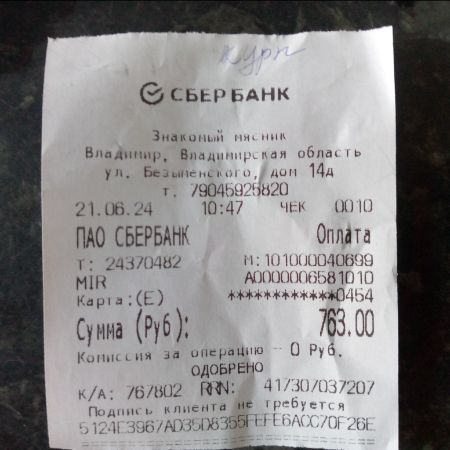 курп
СБЕР БАНК
Знакомый мясник
Владимир, Владимирская область
ул. Безыменского, дом 14д
т. 79045925820
21.06.24 10:47 ЧЕК 0010
ПАО СБЕРБАНК Оплата
Т: 24370482 М: 101000040699
MIR A0000006581010
Карта:(E) ************0454
Сумма (Руб): 763.00
Комиссия за операцию – 0 Руб.
ОДОБРЕНО
К/А: 767802 RRN: 417307037207
Подпись клиента не требуется
5124E3967AD35D8355FEFE6ACC70F26E